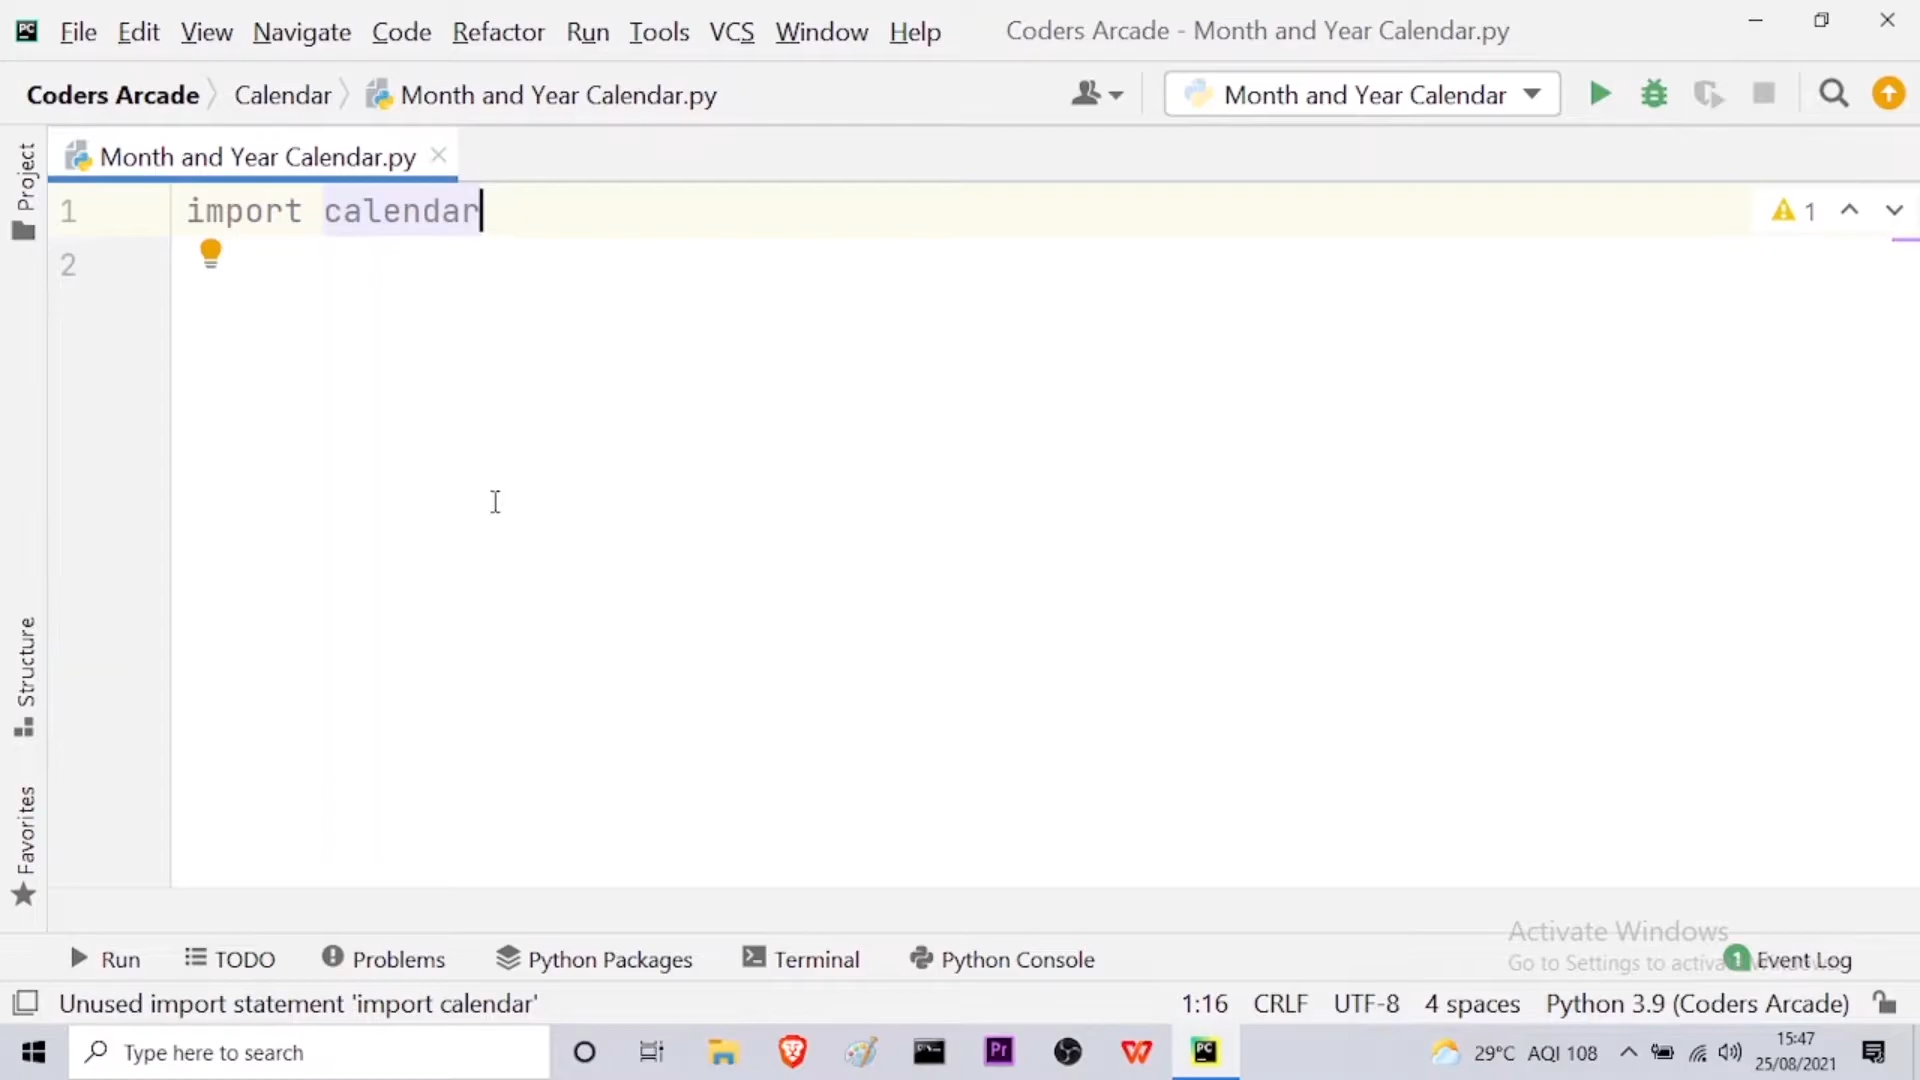 File Edit View Navigate Code Refactor Run Tools VCS Window Help Coders Arcade - Month and Year Calendar.py
Coders Arcade Calendar Month and Year Calendar.py Month and Year Calendar
Project
Month and Year Calendar.py
1 import calendar 1
2
Structure
Favorites
Activate Windows
Run TODO Problems Python Packages Terminal Python Console 1 Event Log
Go to Settings to activa
Unused import statement 'import calendar' 1:16 CRLF UTF-8 4 spaces Python 3.9 (Coders Arcade)
Type here to search Pr PC 29°C AQI 108 15:47
25/08/2021